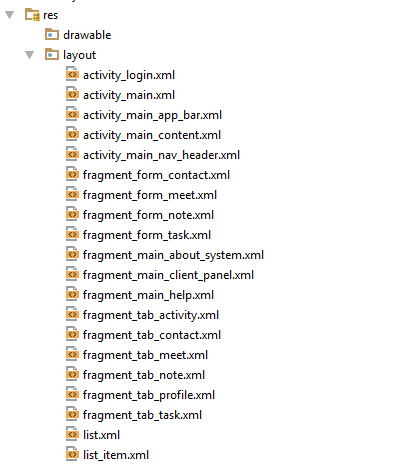 res
drawable
layout
activity_login.xml
activity_main.xml
activity_main_app_bar.xml
activity_main_content.xml
activity_main_nav_header.xml
fragment_form_contact.xml
fragment_form_meet.xml
fragment_form_note.xml
fragment_form_task.xml
fragment_main_about_system.xml
fragment_main_client_panel.xml
fragment_main_help.xml
fragment_tab_activity.xml
fragment_tab_contact.xml
fragment_tab_meet.xml
fragment_tab_note.xml
fragment_tab_profile.xml
fragment_tab_task.xml
list.xml
list_item.xml